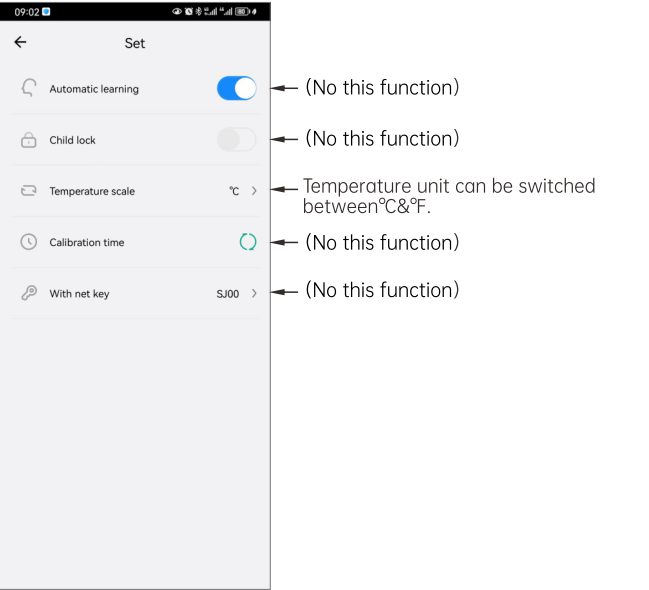 09:02
Set
Automatic learning
(No this function)
Child lock
(No this function)
Temperature scale
°C
Temperature unit can be switched
between°C&°F.
Calibration time
(No this function)
With net key
SJ00
(No this function)